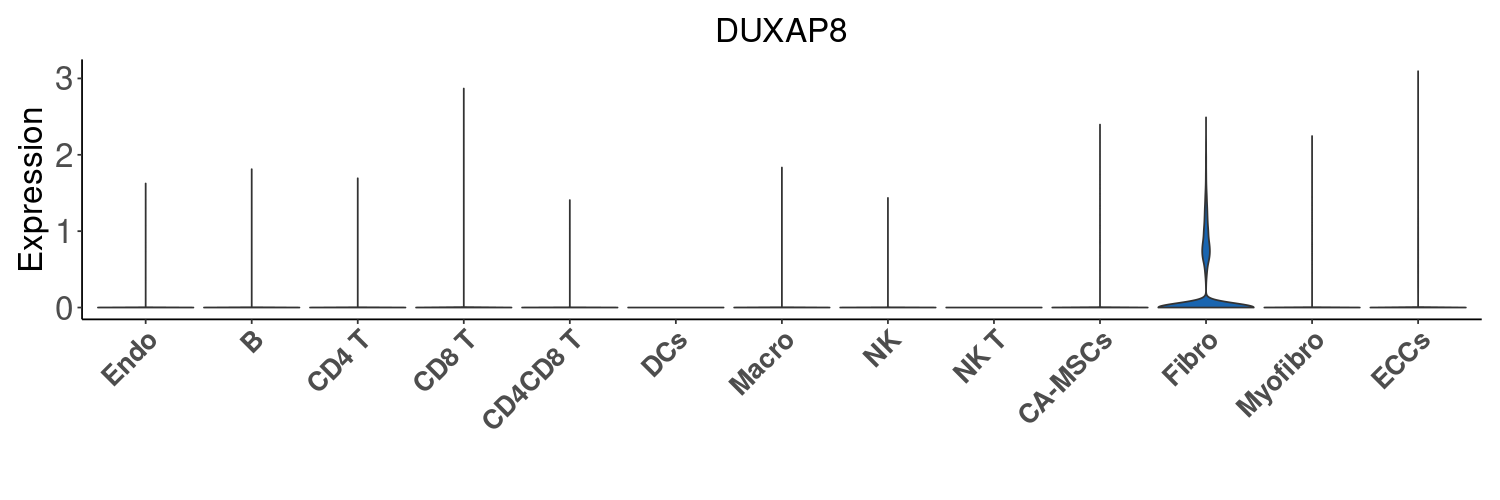 DUXAP8
Expression
3
2
1
0
Endo
B
CD4 T
CD8 T
CD4CD8 T
DCs
Macro
NK
NK T
CA-MSCs
Fibro
Myofibro
ECCs